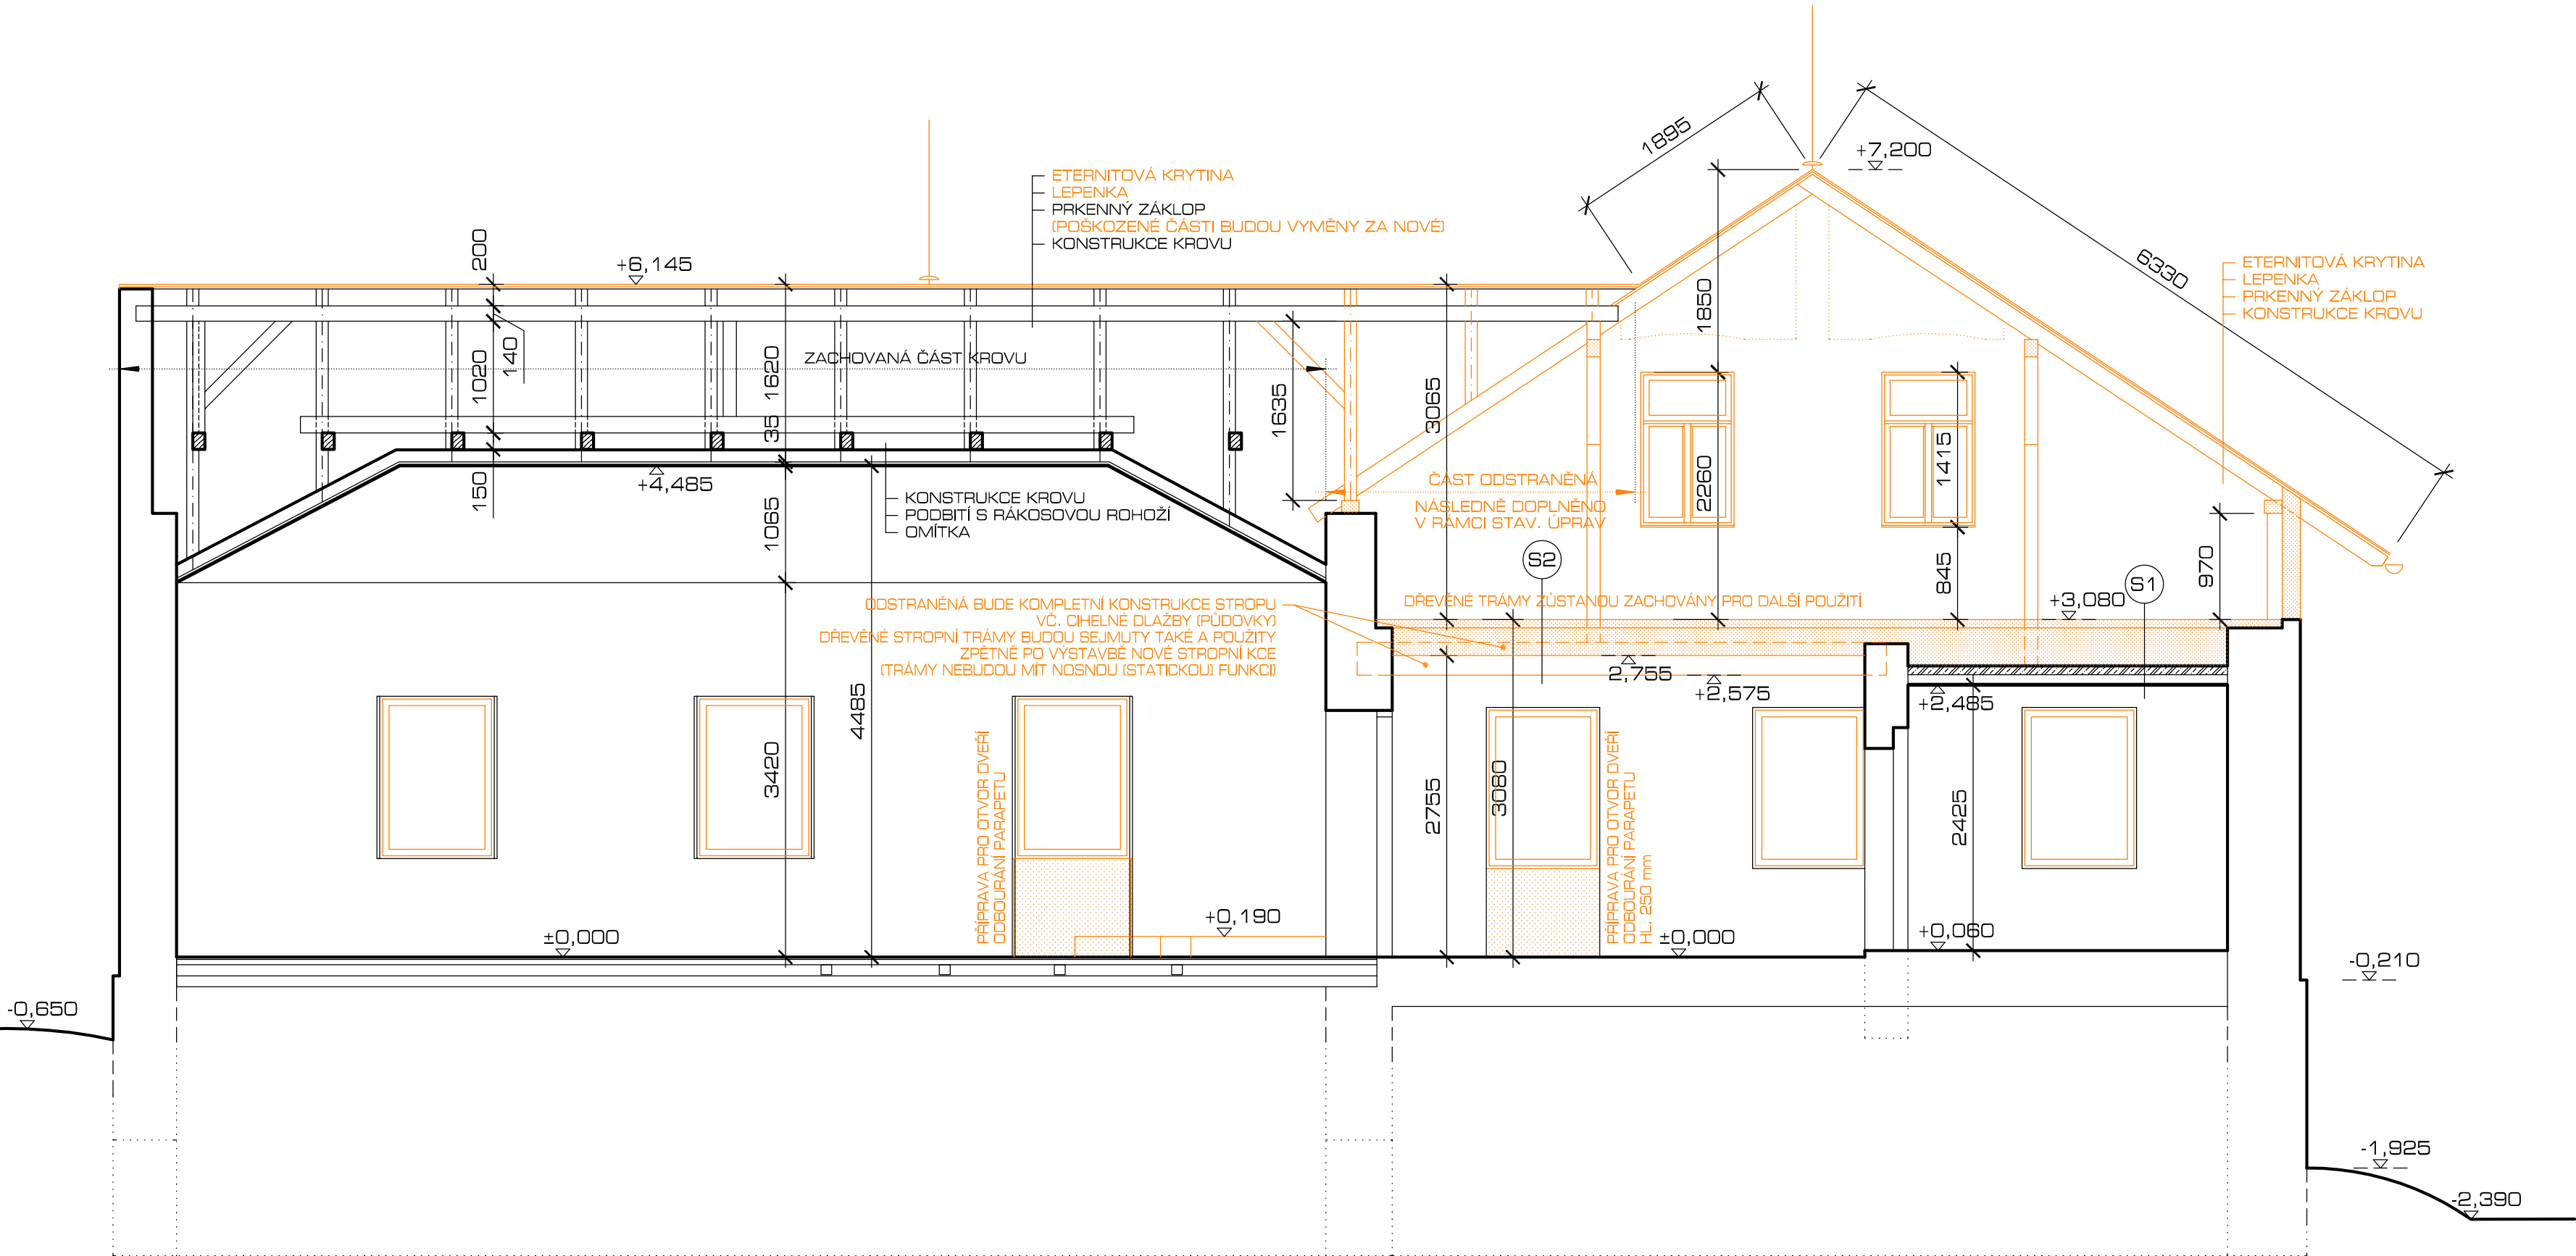 ETERNITOVÁ KRYTINA
LEPENKA
PRKENNÝ ZÁKLOP
(POŠKOZENÉ ČÁSTI BUDOU VYMĚNY ZA NOVÉ)
KONSTRUKCE KROVU
1895
+7,200
6330
ETERNITOVÁ KRYTINA
LEPENKA
PRKENNÝ ZÁKLOP
KONSTRUKCE KROVU
200
+6,145
1850
140
1020
1620
ZACHOVANÁ ČÁST KROVU
1635
3065
35
150
+4,485
1065
KONSTRUKCE KROVU
PODBITÍ S RÁKOSOVOU ROHOŽÍ
OMÍTKA
ČÁST ODSTRANĚNÁ
NÁSLEDNĚ DOPLNĚNO
V RÁMCI STAV. ÚPRAV
2260
1415
845
970
S2
S1
ODSTRANĚNÁ BUDE KOMPLETNÍ KONSTRUKCE STROPU
VČ. CIHELNÉ DLAŽBY (PŮDOVKY)
DŘEVĚNÉ STROPNÍ TRÁMY BUDOU SEJMUTY TAKÉ A POUŽITY
ZPĚTNĚ PO VÝSTAVBĚ NOVÉ STROPNÍ KCE
(TRÁMY NEBUDOU MÍT NOSNOU (STATICKOU) FUNKCI)
DŘEVĚNÉ TRÁMY ZŮSTANOU ZACHOVÁNY PRO DALŠÍ POUŽITÍ
+3,080
2,755
+2,575
+2,485
3420
4485
PŘÍPRAVA PRO OTVOR DVEŘÍ
ODBOURÁNÍ PARAPETU
2755
3080
PŘÍPRAVA PRO OTVOR DVEŘÍ
ODBOURÁNÍ PARAPETU
HL. 250 mm
2425
±0,000
+0,190
±0,000
+0,060
-0,210
-0,650
-1,925
-2,390